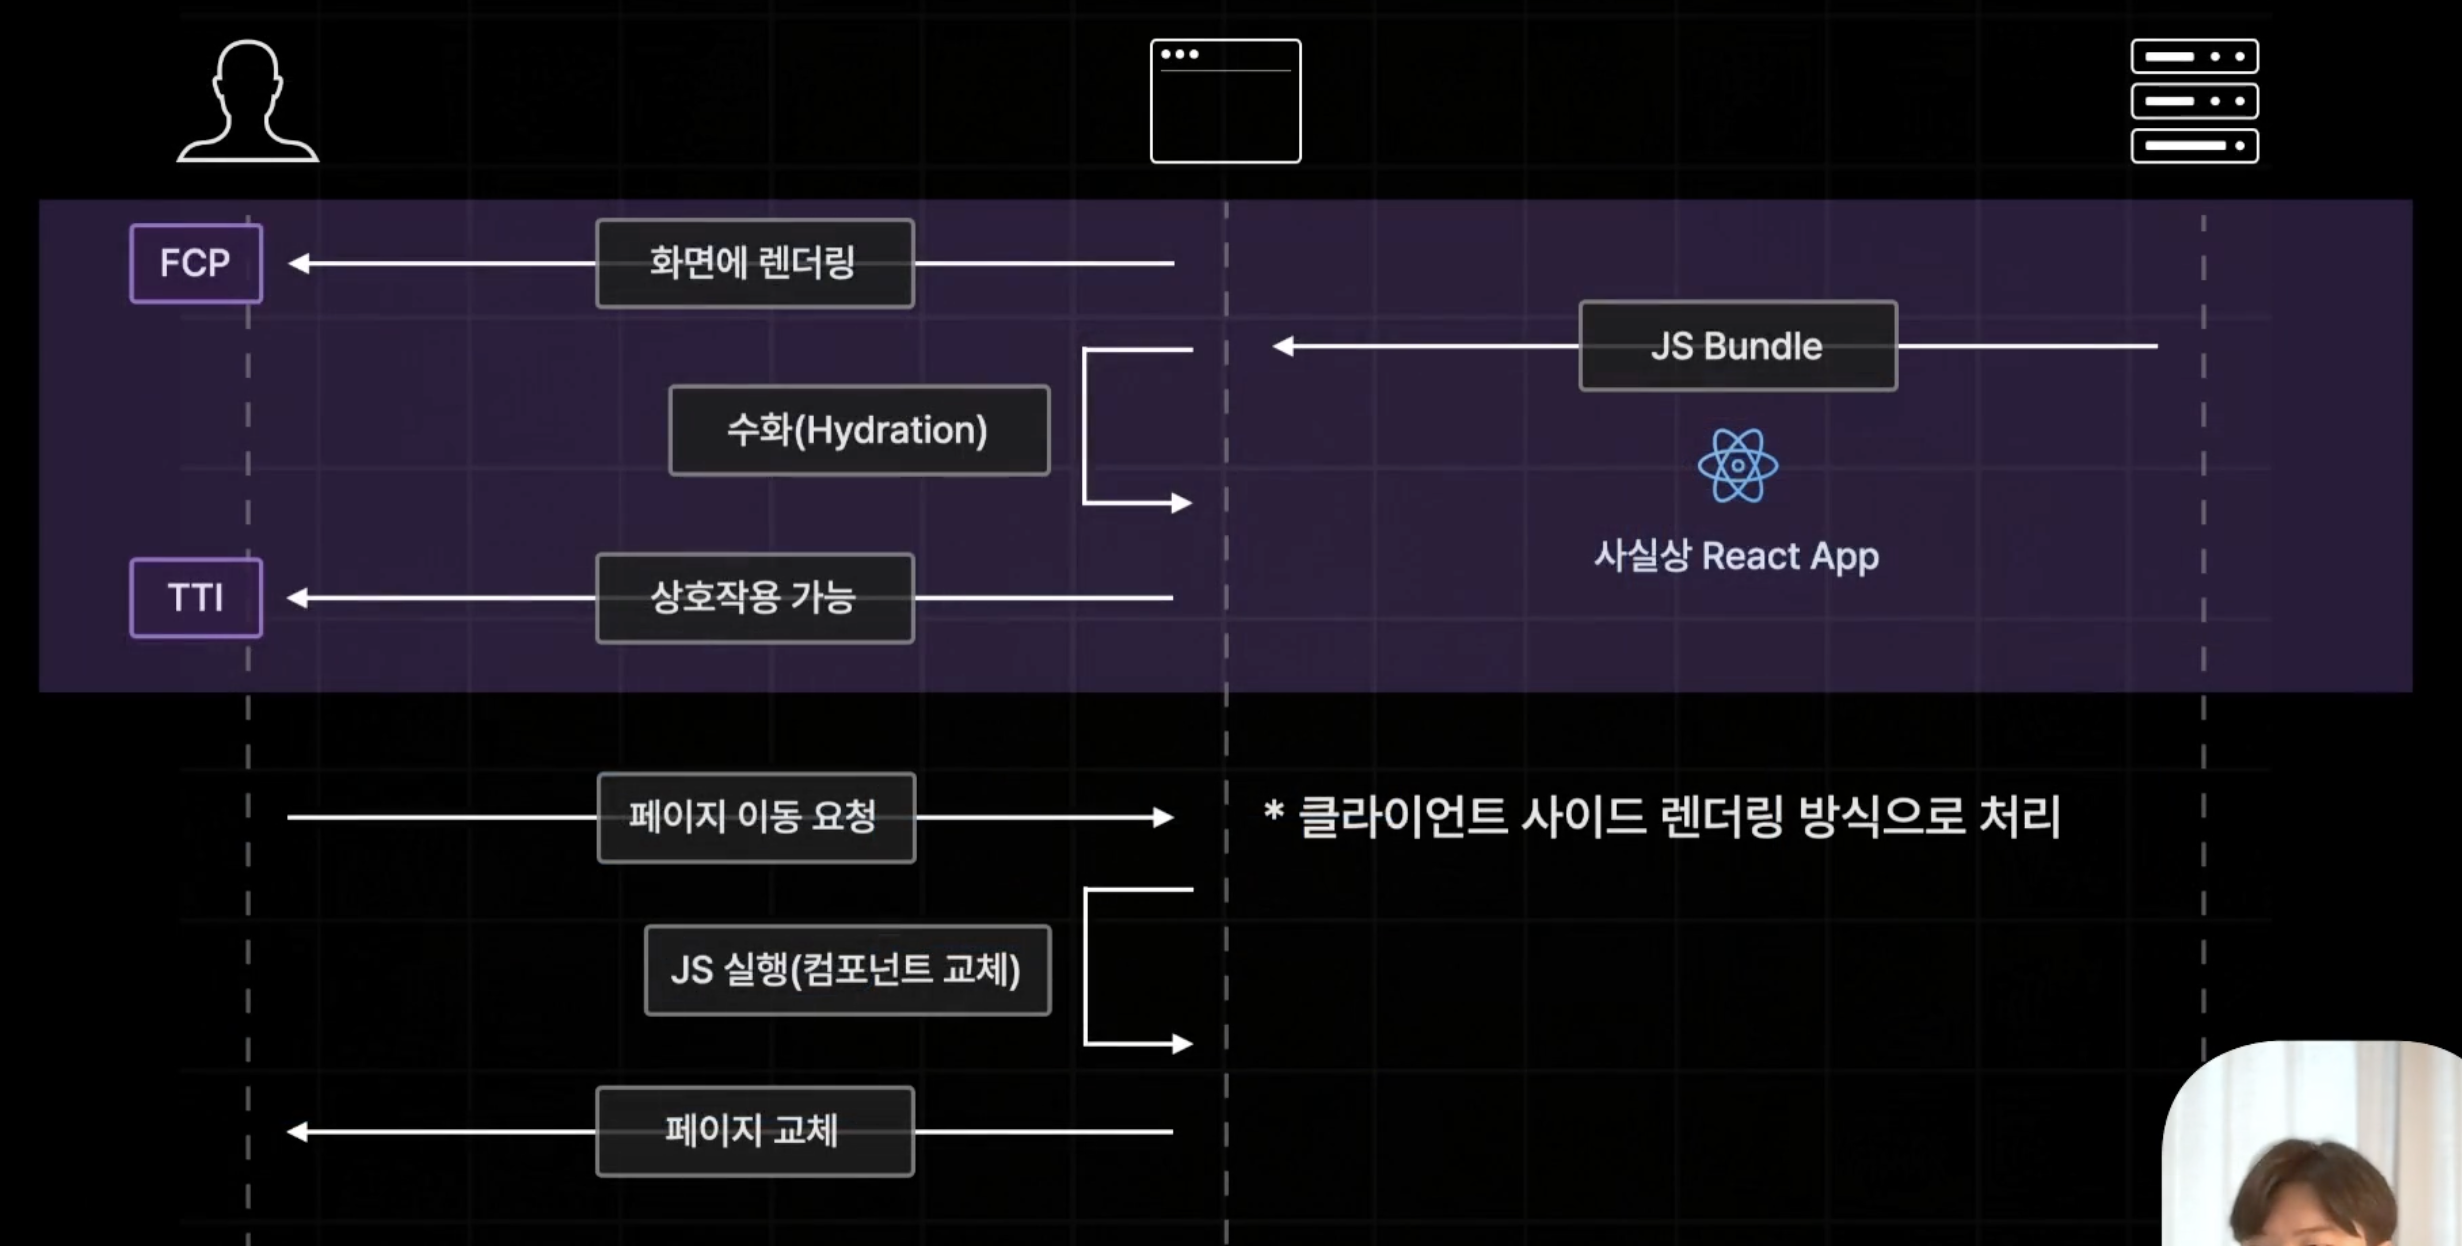 FCP
화면에 렌더링
JS Bundle
수화(Hydration)
사실상 React App
TTI
상호작용 가능
페이지 이동 요청
* 클라이언트 사이드 렌더링 방식으로 처리
JS 실행(컴포넌트 교체)
페이지 교체